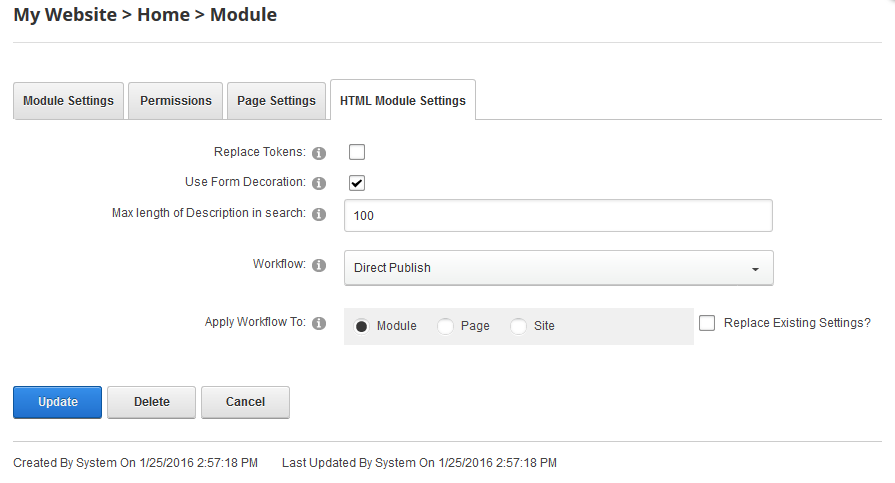 My Website > Home > Module
Module Settings Permissions Page Settings HTML Module Settings
Replace Tokens:
Use Form Decoration:
Max length of Description in search: 100
Workflow: Direct Publish
Apply Workflow To: Module Page Site Replace Existing Settings?
Update Delete Cancel
Created By System On 1/25/2016 2:57:18 PM Last Updated By System On 1/25/2016 2:57:18 PM